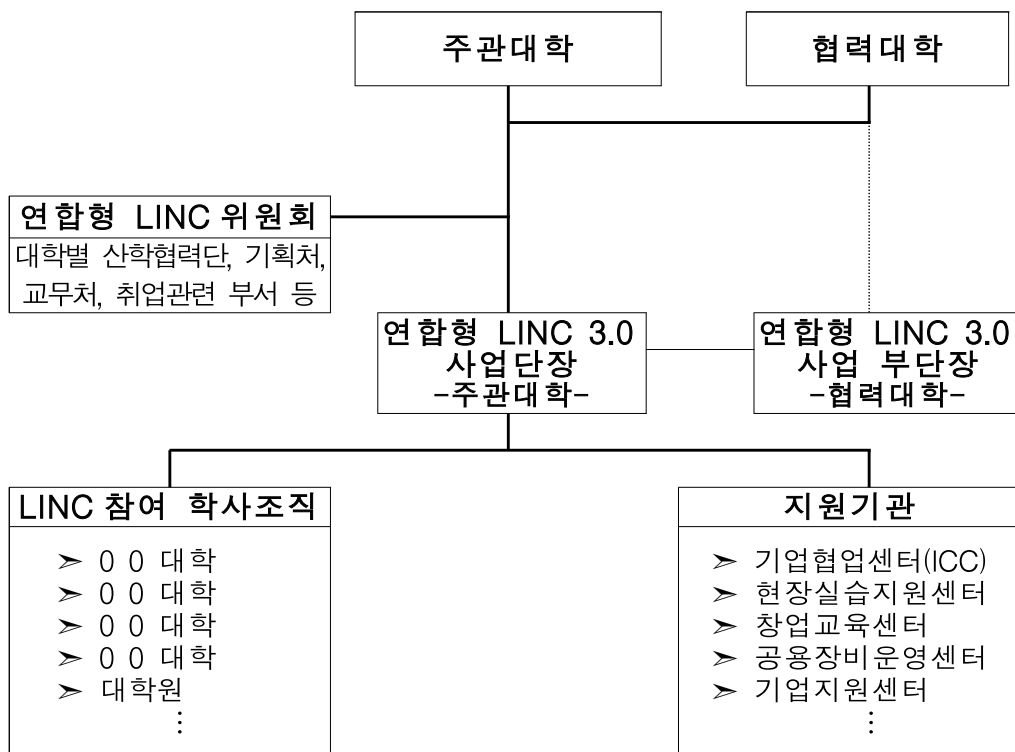 주관대학
협력대학
연합형 LINC 위원회
대학별 산학협력단, 기획처,
교무처, 취업관련 부서 등
연합형 LINC 3.0
사업단장
-주관대학-
연합형 LINC 3.0
사업 부단장
-협력대학-
LINC 참여 학사조직
➣ 0 0 대학
➣ 0 0 대학
➣ 0 0 대학
➣ 0 0 대학
➣ 대학원
⋮
지원기관
➣ 기업협업센터(ICC)
➣ 현장실습지원센터
➣ 창업교육센터
➣ 공용장비운영센터
➣ 기업지원센터
⋮